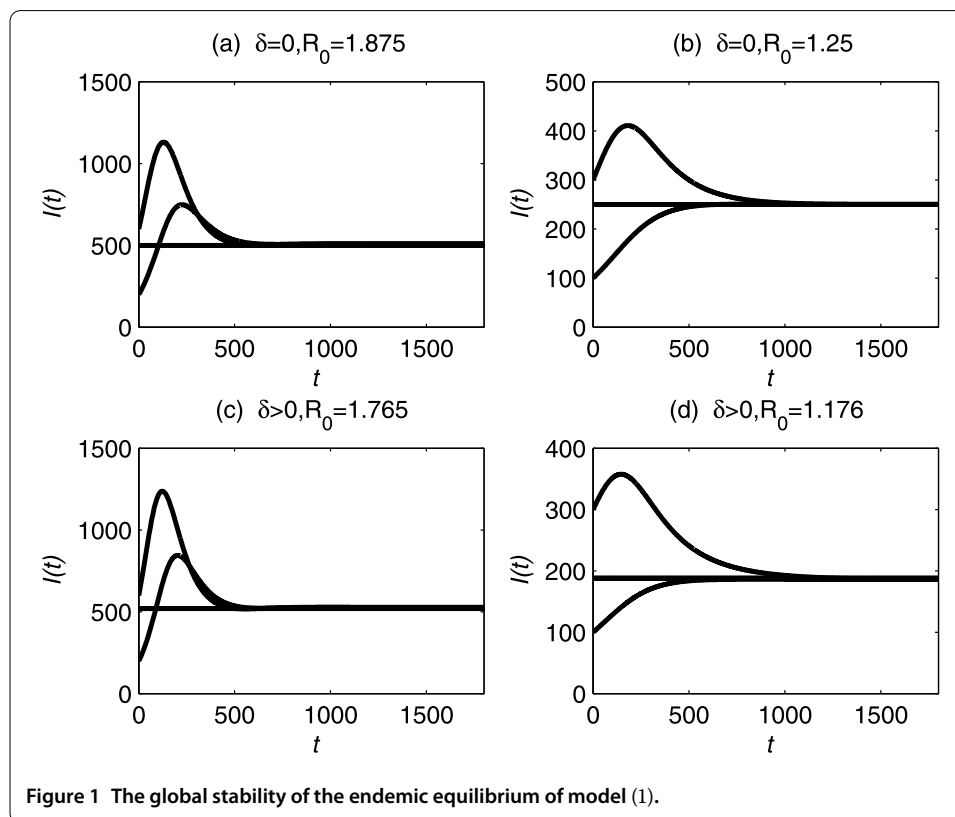 (a) δ=0,R₀=1.875
1500
1000
500
0
I(t)
0 500 1000 1500
t
(b) δ=0,R₀=1.25
500
400
300
200
100
0
I(t)
0 500 1000 1500
t
(c) δ>0,R₀=1.765
1500
1000
500
0
I(t)
0 500 1000 1500
t
(d) δ>0,R₀=1.176
400
300
200
100
0
I(t)
0 500 1000 1500
t
Figure 1 The global stability of the endemic equilibrium of model (1).